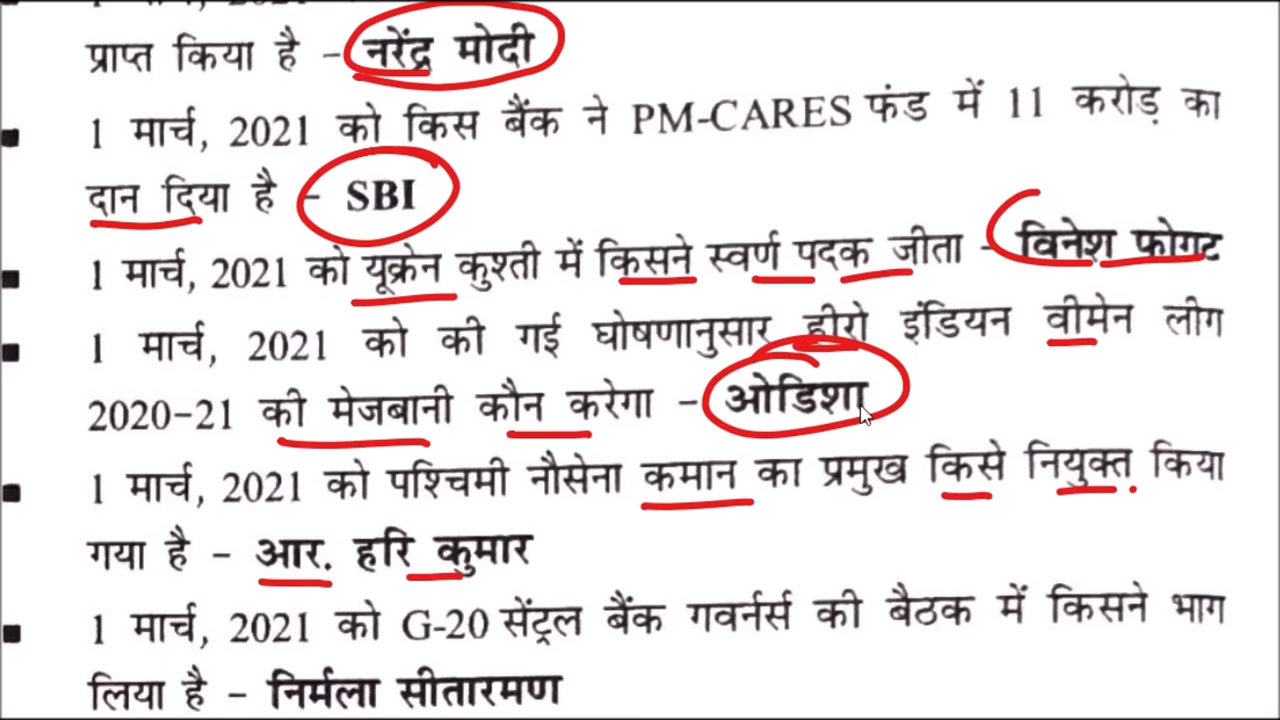 प्राप्त किया है – नरेंद्र मोदी
1 मार्च, 2021 को किस बैंक ने PM-CARES फंड में 11 करोड़ का
दान दिया है – SBI
1 मार्च, 2021 को यूक्रेन कुश्ती में किसने स्वर्ण पदक जीता – विनेश फोगट
1 मार्च, 2021 को की गई घोषणानुसार हीरो इंडियन वीमेन लीग
2020-21 की मेजबानी कौन करेगा – ओडिशा
1 मार्च, 2021 को पश्चिमी नौसेना कमान का प्रमुख किसे नियुक्त किया
गया है – आर. हरि कुमार
1 मार्च, 2021 को G-20 सेंट्रल बैंक गवर्नर्स की बैठक में किसने भाग
लिया है – निर्मला सीतारमण